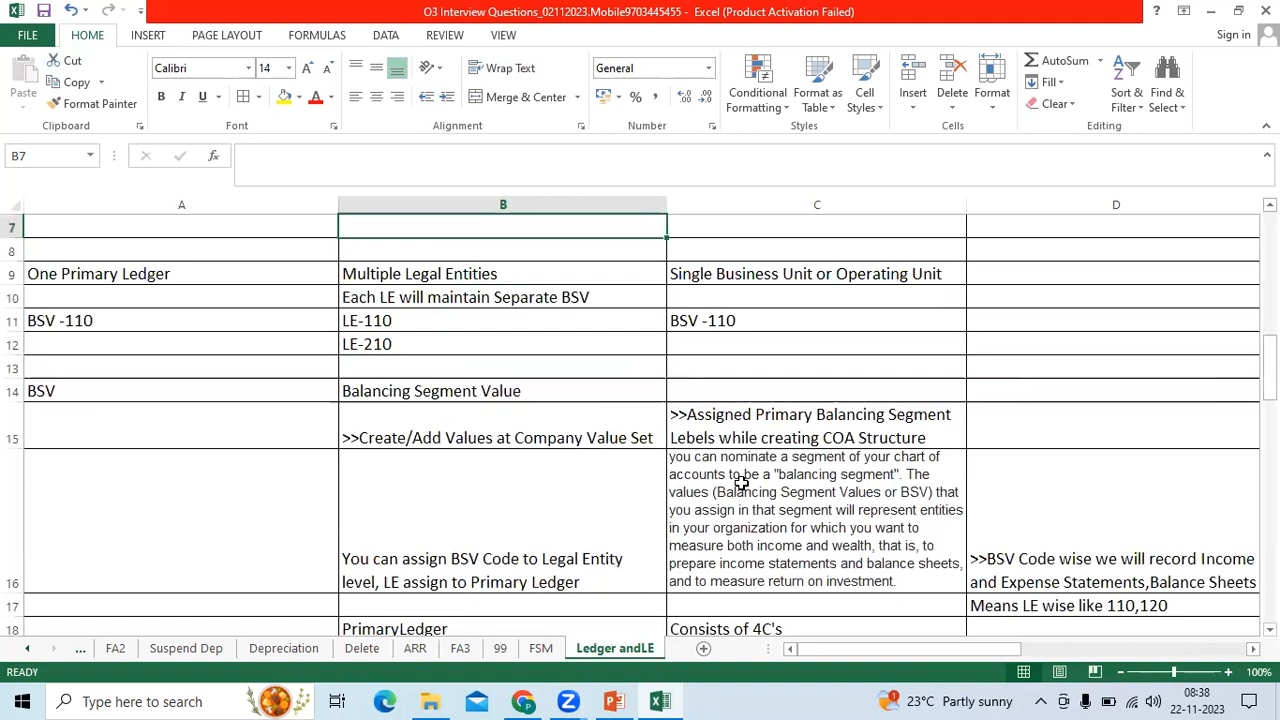 O3 Interview Questions_02112023.Mobile9703445455 - Excel (Product Activation Failed)
FILE HOME INSERT PAGE LAYOUT FORMULAS DATA REVIEW VIEW Sign in
Cut
Copy
Format Painter
Paste
Calibri 14
B I U
Wrap Text
Merge & Center
General
% ,
Conditional Formatting
Format as Table
Cell Styles
Insert
Delete
Format
AutoSum
Fill
Clear
Sort & Filter
Find & Select
Clipboard Font Alignment Number Styles Cells Editing
B7 fx
A B C D
7
8
9 One Primary Ledger Multiple Legal Entities Single Business Unit or Operating Unit
10 Each LE will maintain Separate BSV
11 BSV -110 LE-110 BSV -110
12 LE-210
13
14 BSV Balancing Segment Value
>>Assigned Primary Balancing Segment
15 >>Create/Add Values at Company Value Set Lebels while creating COA Structure
you can nominate a segment of your chart of
accounts to be a "balancing segment". The
values (Balancing Segment Values or BSV) that
you assign in that segment will represent entities
in your organization for which you want to
measure both income and wealth, that is, to
prepare income statements and balance sheets,
and to measure return on investment.
You can assign BSV Code to Legal Entity
level, LE assign to Primary Ledger
>>BSV Code wise we will record Income
and Expense Statements,Balance Sheets
16
17 Means LE wise like 110,120
18 PrimaryLedger Consists of 4C's
... FA2 Suspend Dep Depreciation Delete ARR FA3 99 FSM Ledger andLE
READY 100%
Type here to search
23°C Partly sunny
08:38
22-11-2023